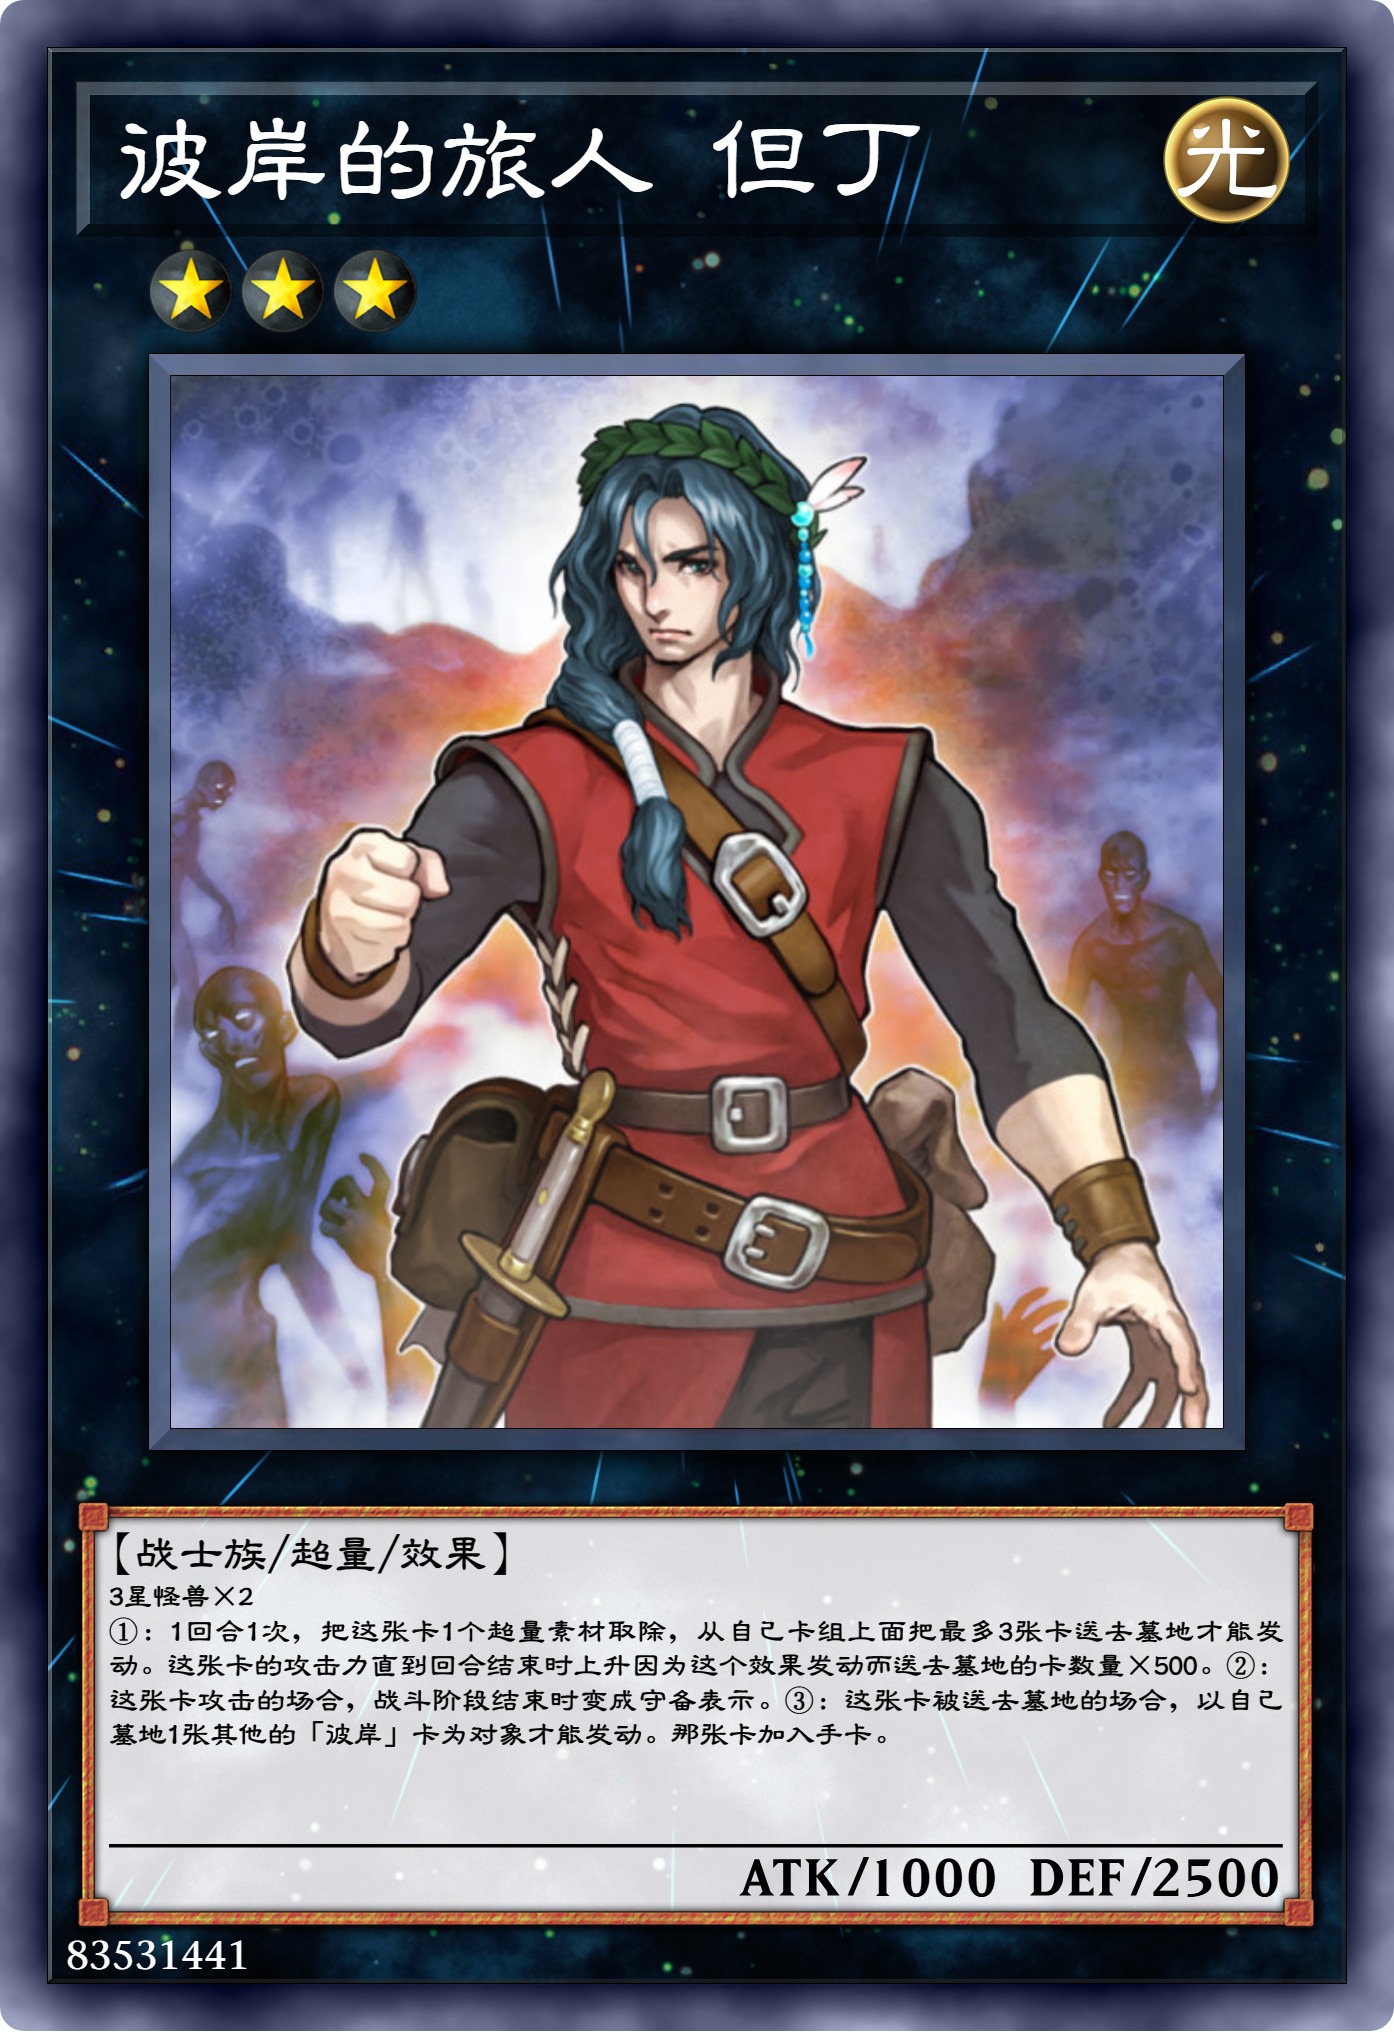 彼岸的旅人 但丁
光
【战士族/超量/效果】
3星怪兽×2
①：1回合1次，把这张卡1个超量素材取除，从自己卡组上面把最多3张卡送去墓地才能发
动。这张卡的攻击力直到回合结束时上升因为这个效果发动而送去墓地的卡数量×500。②：
这张卡攻击的场合，战斗阶段结束时变成守备表示。③：这张卡被送去墓地的场合，以自己
墓地1张其他的「彼岸」卡为对象才能发动。那张卡加入手卡。
ATK/1000 DEF/2500
83531441